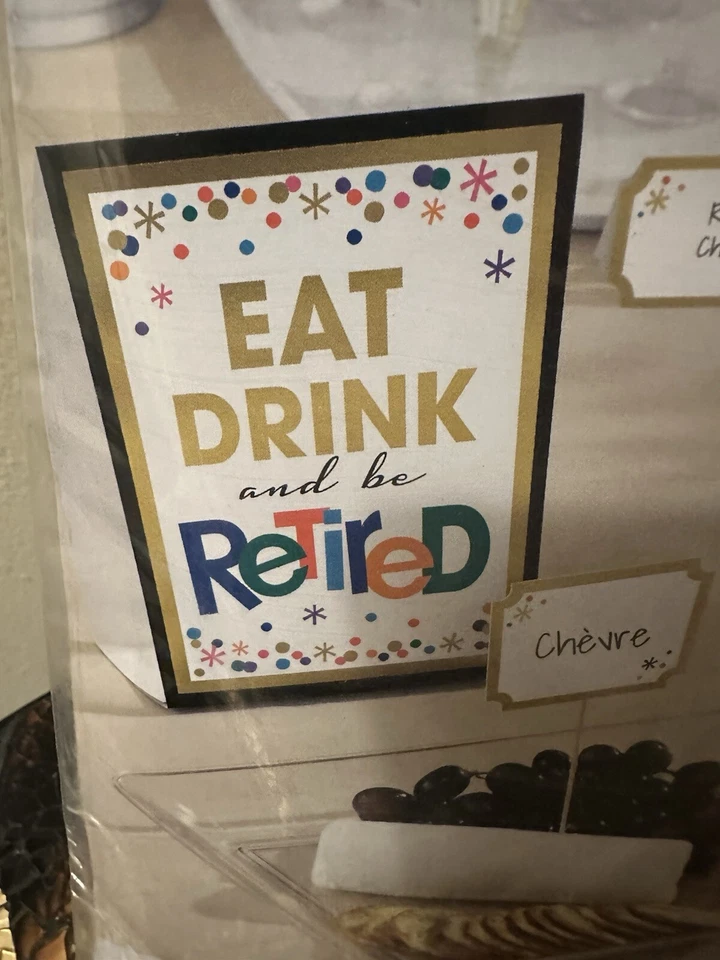 EAT
DRINK
and be
ReTireD
Chèvre